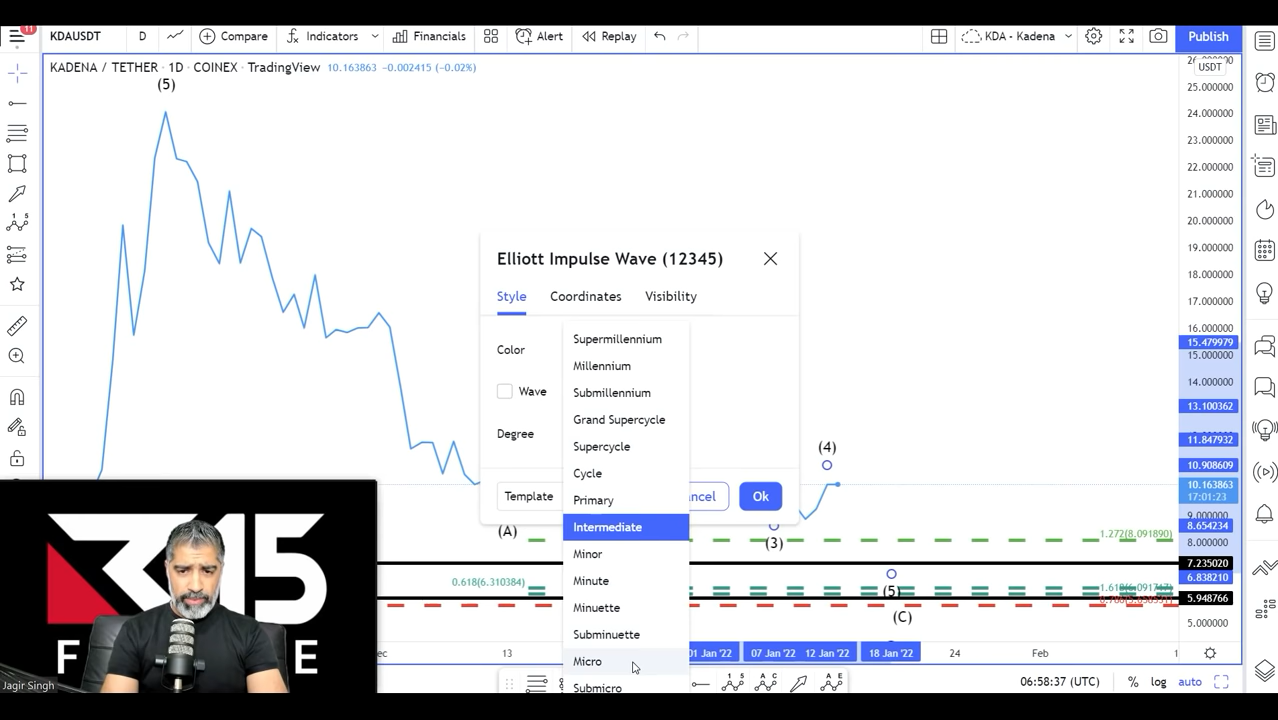 11
KDAUSDT
D
Compare
Indicators
Financials
Alert
Replay
KDA - Kadena
Publish
KADENA / TETHER · 1D · COINEX · TradingView
10.163863 −0.002415 (−0.02%)
USDT
(5)
25.000000
24.000000
23.000000
22.000000
21.000000
20.000000
19.000000
18.000000
17.000000
16.000000
15.479979
15.000000
14.000000
13.100362
11.847932
10.908609
10.163863
17:01:23
9.000000
8.654234
8.000000
7.235020
6.838210
5.948766
5.000000
Elliott Impulse Wave (12345)
Style
Coordinates
Visibility
Color
Wave
Degree
Template
Ok
Supermillennium
Millennium
Submillennium
Grand Supercycle
Supercycle
Cycle
Primary
Intermediate
Minor
Minute
Minuette
Subminuette
Micro
Submicro
(4)
(A)
(3)
1.272(8.091890)
0.618(6.310384)
(5)
(C)
13
01 Jan '22
07 Jan '22
12 Jan '22
18 Jan '22
24
Feb
06:58:37 (UTC)
%
log
auto
Jagir Singh